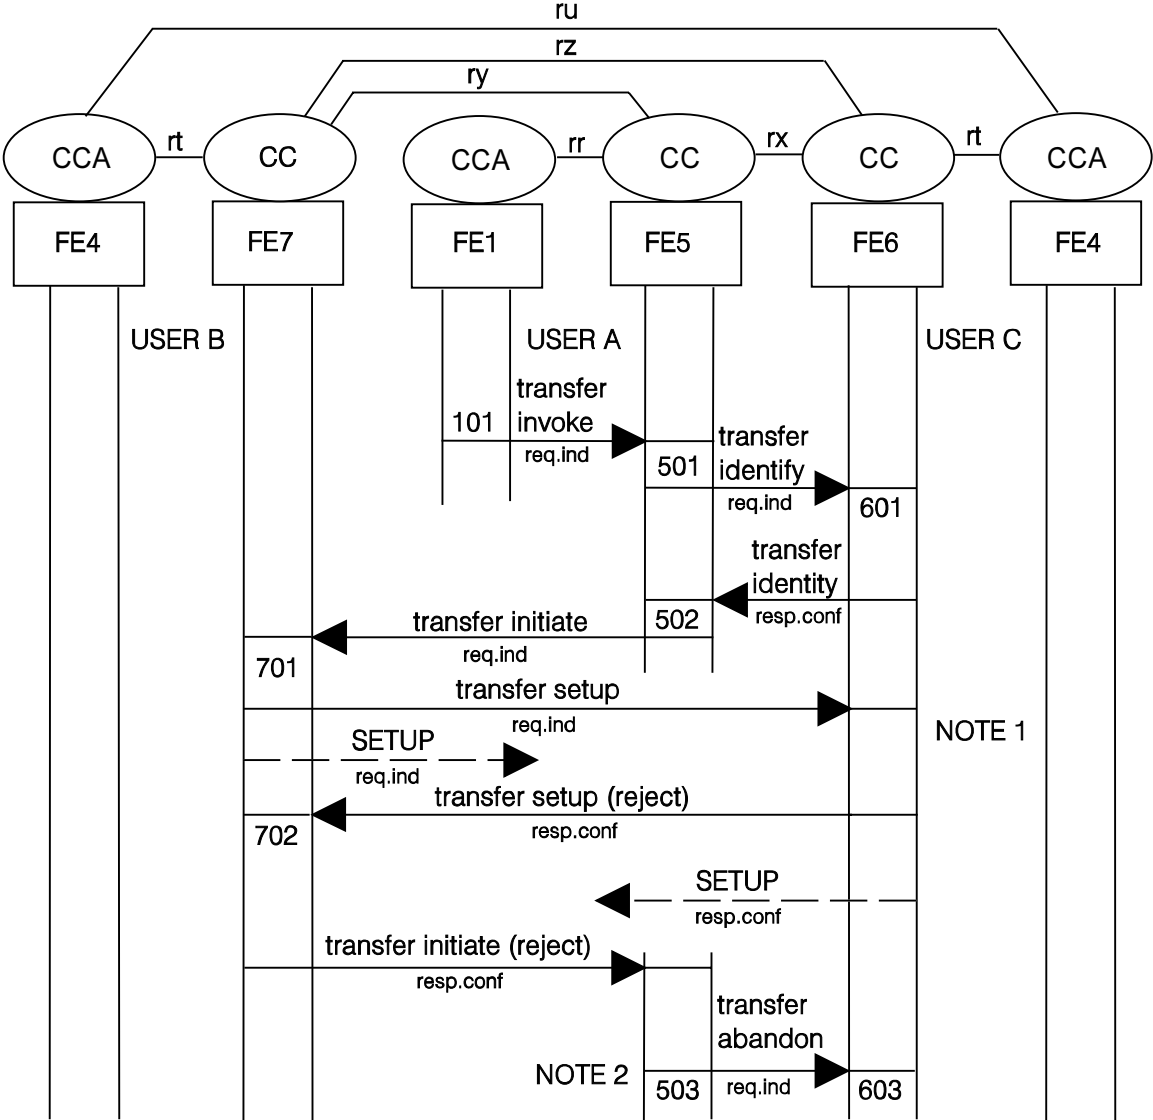 ru
rz
ry
CCA rt CC CCA rr CC rx CC rt CCA
FE4 FE7 FE1 FE5 FE6 FE4
USER B USER A USER C
transfer
101 invoke
req.ind
transfer
501 identify
req.ind
601
transfer
identity
resp.conf
502
transfer initiate
req.ind
701
transfer setup
req.ind
NOTE 1
SETUP
req.ind
transfer setup (reject)
resp.conf
702
SETUP
resp.conf
transfer initiate (reject)
resp.conf
transfer
abandon
NOTE 2
503 req.ind 603